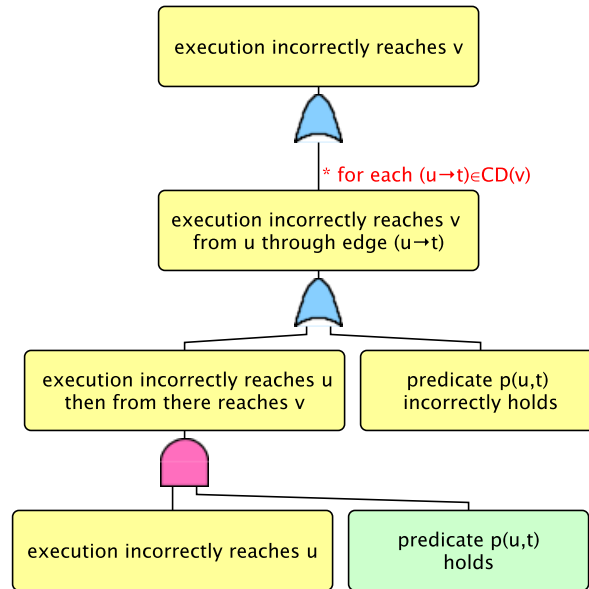 execution incorrectly reaches v
* for each (u→t)∈CD(v)
execution incorrectly reaches v
from u through edge (u→t)
execution incorrectly reaches u
then from there reaches v
predicate p(u,t)
incorrectly holds
execution incorrectly reaches u
predicate p(u,t)
holds